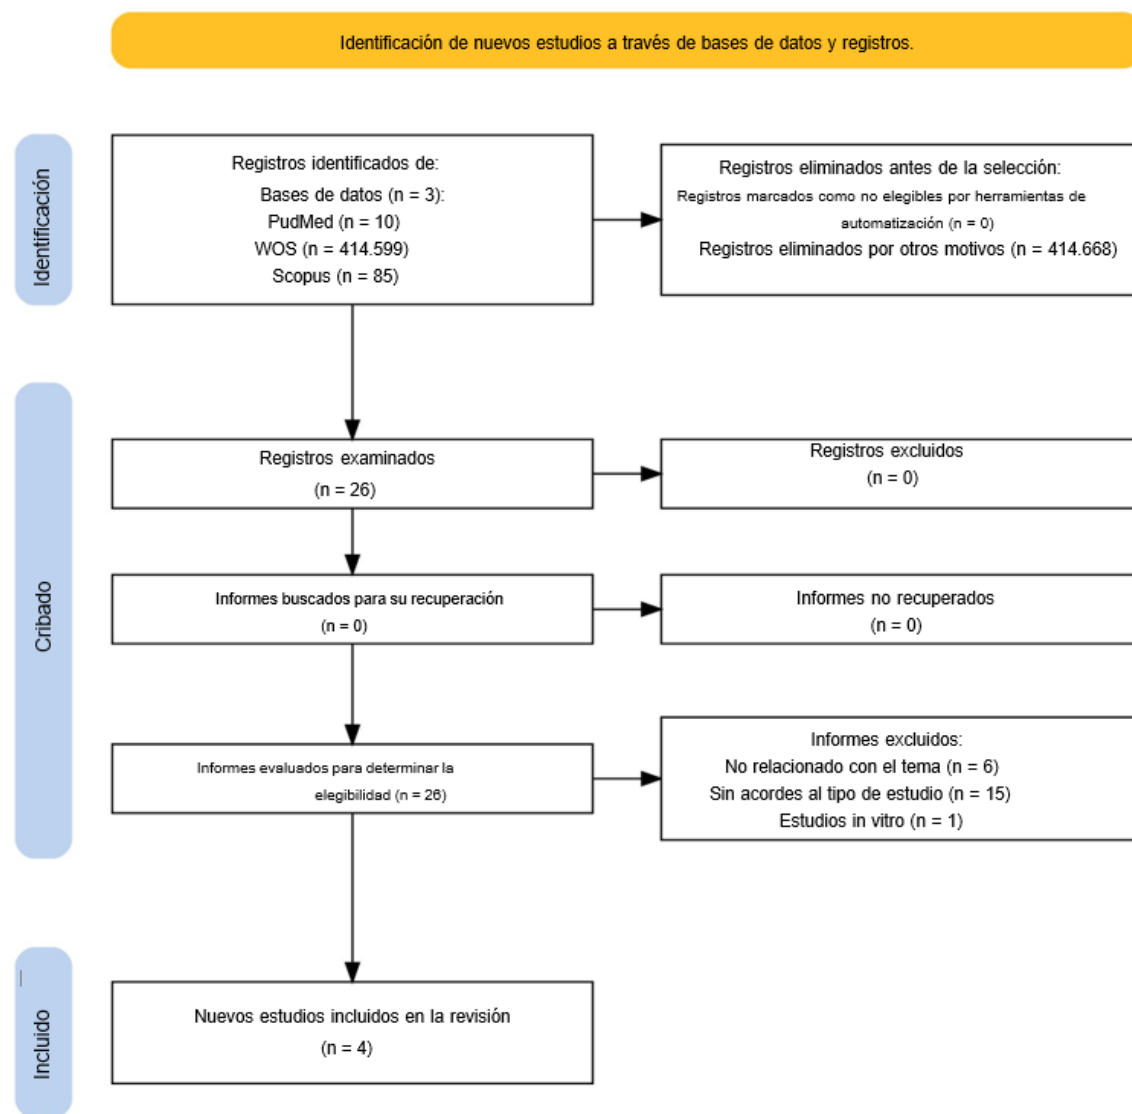 Identificación de nuevos estudios a través de bases de datos y registros.
Identificación
Registros identificados de:
Bases de datos (n = 3):
PudMed (n = 10)
WOS (n = 414.599)
Scopus (n = 85)
Registros eliminados antes de la selección:
Registros marcados como no elegibles por herramientas de
automatización (n = 0)
Registros eliminados por otros motivos (n = 414.668)
Cribado
Registros examinados
(n = 26)
Registros excluidos
(n = 0)
Informes buscados para su recuperación
(n = 0)
Informes no recuperados
(n = 0)
Informes evaluados para determinar la
elegibilidad (n = 26)
Informes excluidos:
No relacionado con el tema (n = 6)
Sin acordes al tipo de estudio (n = 15)
Estudios in vitro (n = 1)
Incluido
Nuevos estudios incluidos en la revisión
(n = 4)